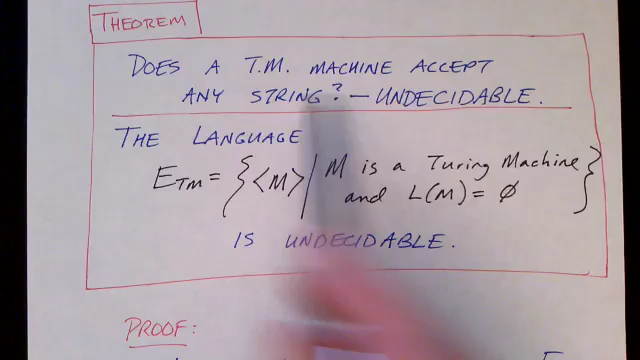 THEOREM
DOES A T.M. MACHINE ACCEPT
ANY STRING? — UNDECIDABLE.
THE LANGUAGE
E_TM = { <M> | M is a Turing Machine
and L(M) = ∅ }
IS UNDECIDABLE.
PROOF: